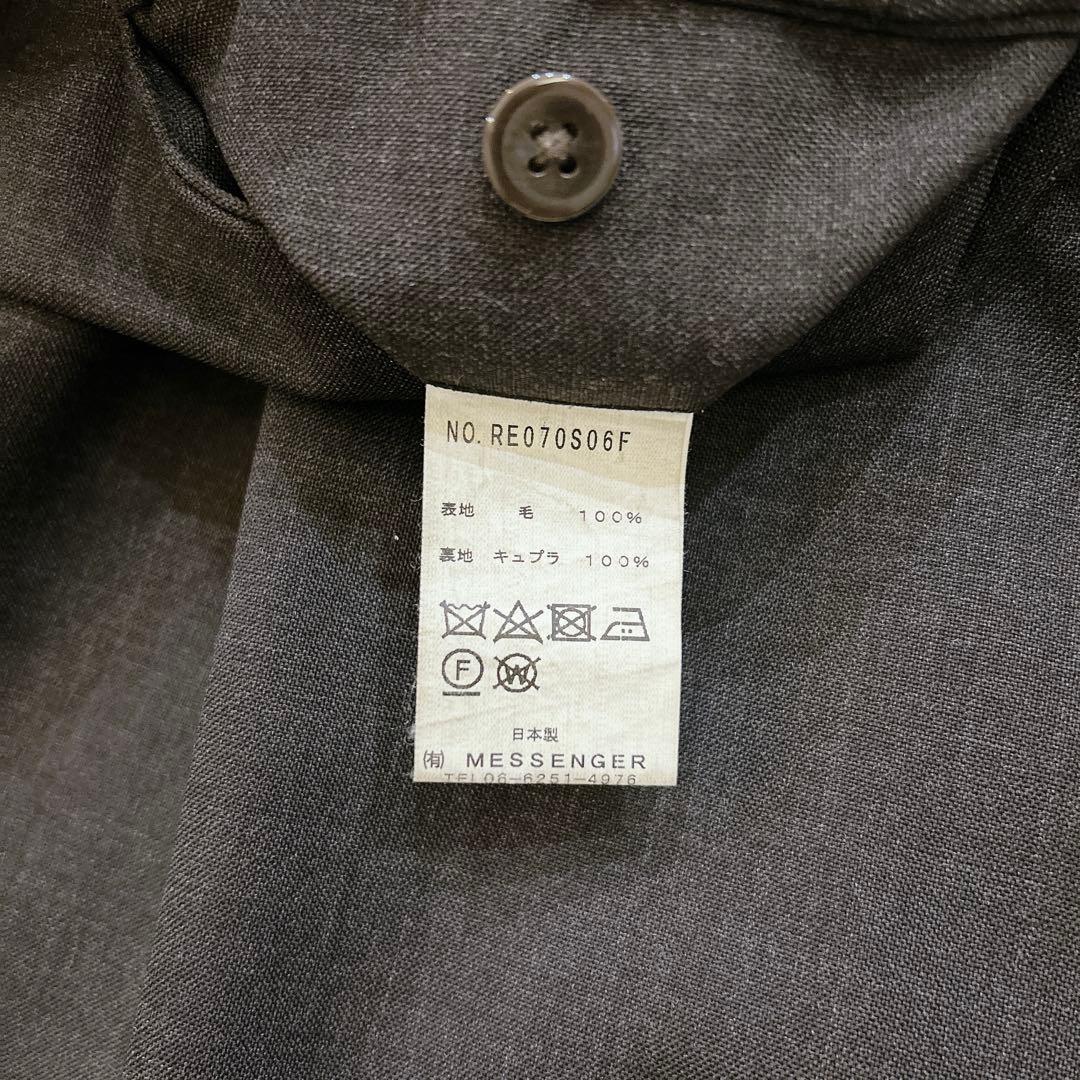 NO. RE070S06F
表地 毛 100%
裏地 キュプラ 100%
F W
日本製
㈲ MESSENGER
TEL06-6251-4976